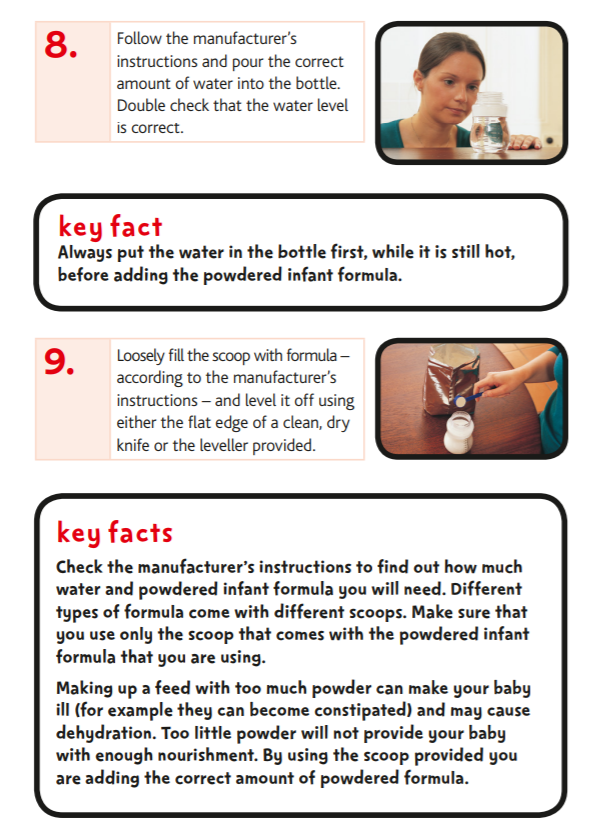 8.
Follow the manufacturer's
instructions and pour the correct
amount of water into the bottle.
Double check that the water level
is correct.
key fact
Always put the water in the bottle first, while it is still hot,
before adding the powdered infant formula.
9.
Loosely fill the scoop with formula –
according to the manufacturer's
instructions – and level it off using
either the flat edge of a clean, dry
knife or the leveller provided.
key facts
Check the manufacturer's instructions to find out how much
water and powdered infant formula you will need. Different
types of formula come with different scoops. Make sure that
you use only the scoop that comes with the powdered infant
formula that you are using.
Making up a feed with too much powder can make your baby
ill (for example they can become constipated) and may cause
dehydration. Too little powder will not provide your baby
with enough nourishment. By using the scoop provided you
are adding the correct amount of powdered formula.